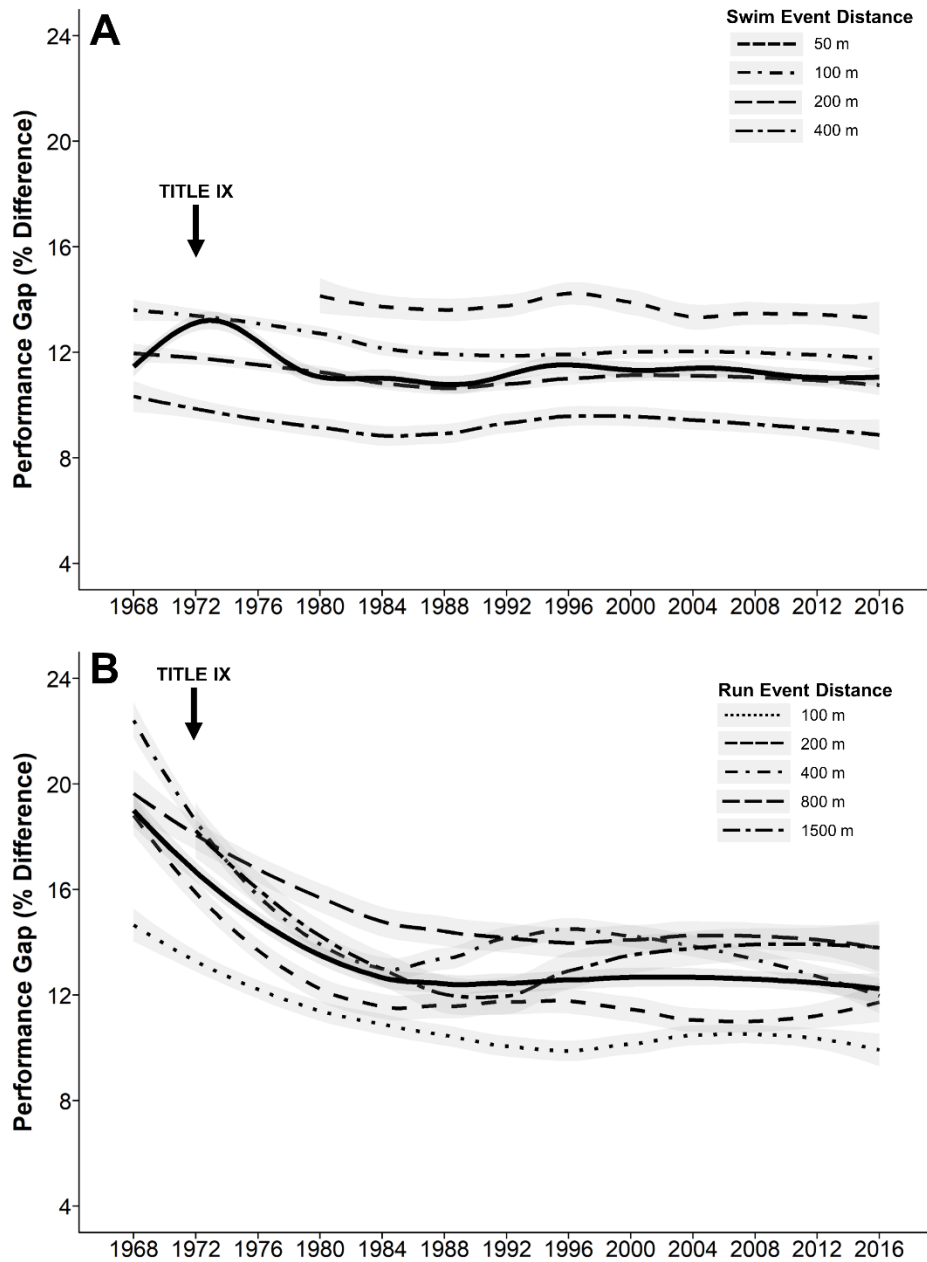 A
Swim Event Distance
50 m
100 m
200 m
400 m
TITLE IX
Performance Gap (% Difference)
24
20
16
12
8
4
1968 1972 1976 1980 1984 1988 1992 1996 2000 2004 2008 2012 2016
B
TITLE IX
Run Event Distance
100 m
200 m
400 m
800 m
1500 m
Performance Gap (% Difference)
24
20
16
12
8
4
1968 1972 1976 1980 1984 1988 1992 1996 2000 2004 2008 2012 2016